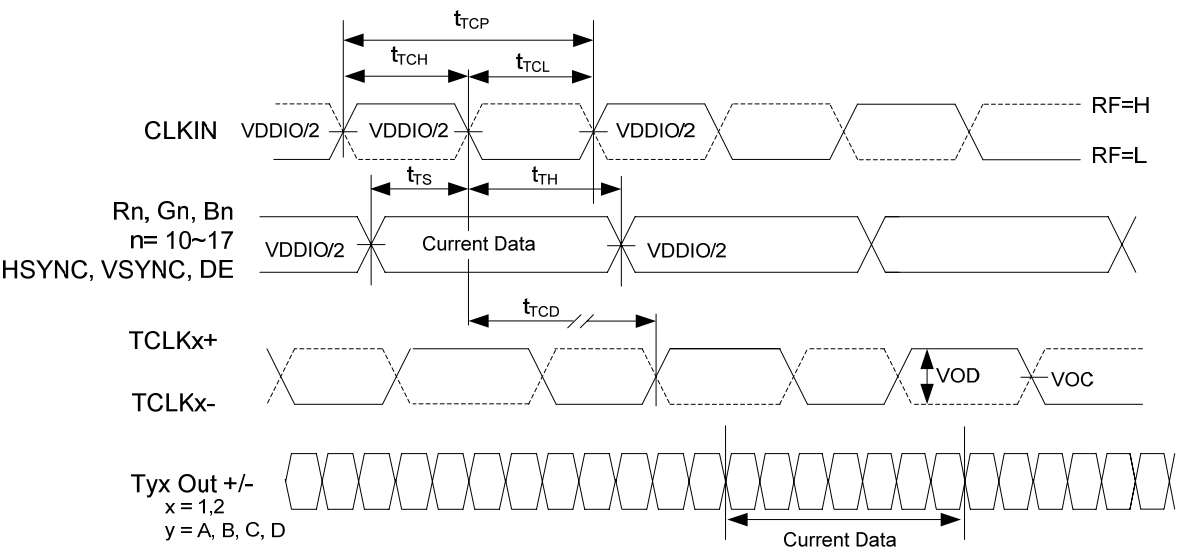 tTCP
tTCH
tTCL
CLKIN
VDDIO/2
VDDIO/2
VDDIO/2
RF=H
RF=L
tTS
tTH
Rn, Gn, Bn
n= 10~17
HSYNC, VSYNC, DE
VDDIO/2
Current Data
VDDIO/2
tTCD
TCLKx+
TCLKx-
VOD
VOC
Tyx Out +/-
x = 1,2
y = A, B, C, D
Current Data